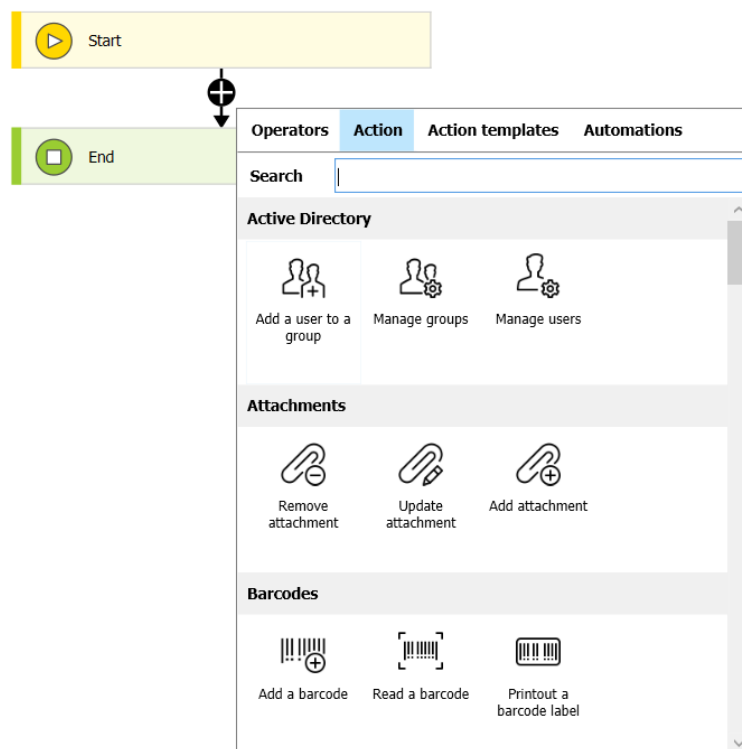 Start
End
Operators Action Action templates Automations
Search
Active Directory
Add a user to a
group
Manage groups
Manage users
Attachments
Remove
attachment
Update
attachment
Add attachment
Barcodes
Add a barcode
Read a barcode
Printout a
barcode label